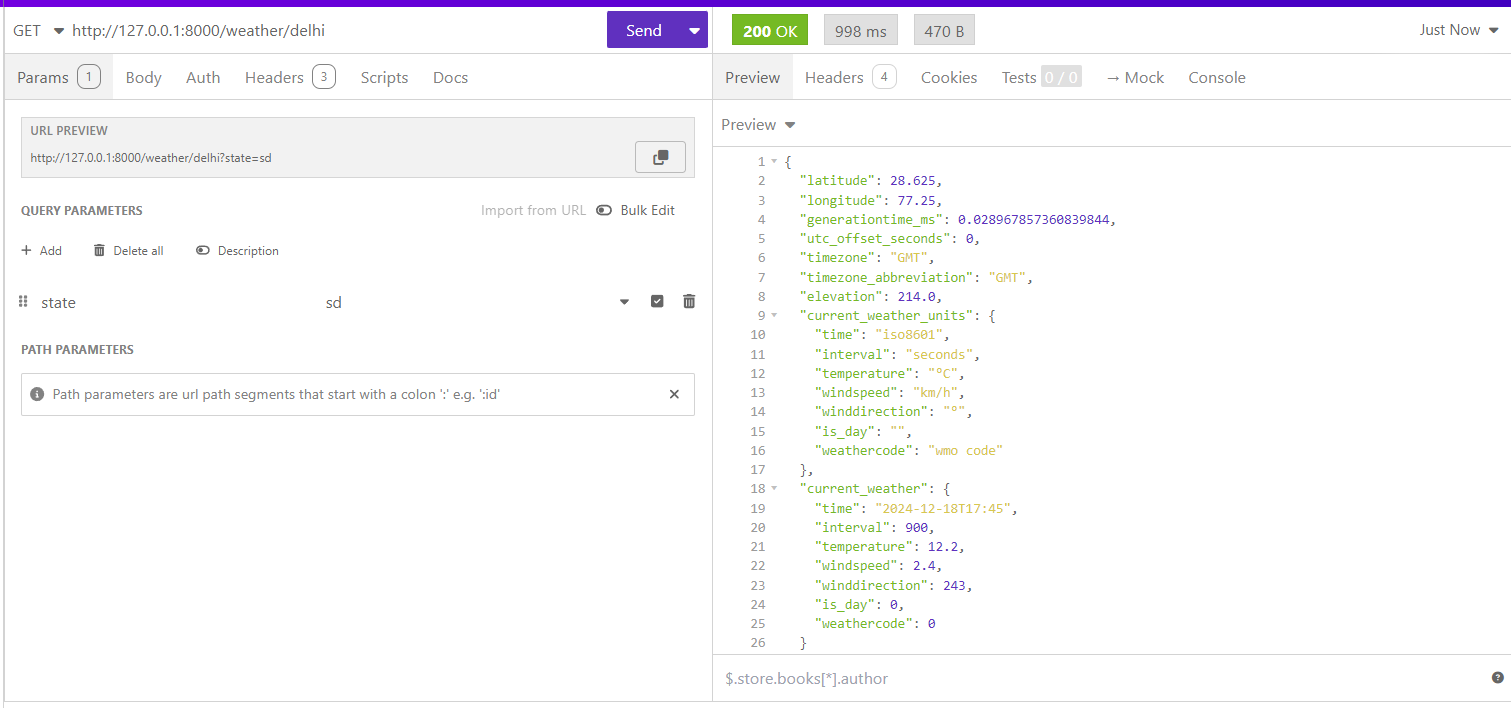 GET http://127.0.0.1:8000/weather/delhi Send
Params 1 Body Auth Headers 3 Scripts Docs
URL PREVIEW
http://127.0.0.1:8000/weather/delhi?state=sd
QUERY PARAMETERS Import from URL Bulk Edit
+ Add Delete all Description
state sd
PATH PARAMETERS
Path parameters are url path segments that start with a colon ':' e.g. ':id'
200 OK 998 ms 470 B Just Now
Preview Headers 4 Cookies Tests 0 / 0 → Mock Console
Preview
1 {
2 "latitude": 28.625,
3 "longitude": 77.25,
4 "generationtime_ms": 0.028967857360839844,
5 "utc_offset_seconds": 0,
6 "timezone": "GMT",
7 "timezone_abbreviation": "GMT",
8 "elevation": 214.0,
9 "current_weather_units": {
10 "time": "iso8601",
11 "interval": "seconds",
12 "temperature": "°C",
13 "windspeed": "km/h",
14 "winddirection": "°",
15 "is_day": "",
16 "weathercode": "wmo code"
17 },
18 "current_weather": {
19 "time": "2024-12-18T17:45",
20 "interval": 900,
21 "temperature": 12.2,
22 "windspeed": 2.4,
23 "winddirection": 243,
24 "is_day": 0,
25 "weathercode": 0
26 }
$.store.books[*].author